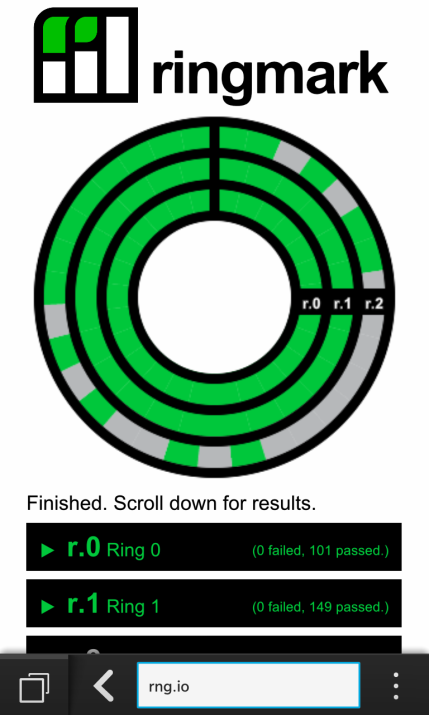 ringmark
r.0 r.1 r.2
Finished. Scroll down for results.
r.0 Ring 0 (0 failed, 101 passed.)
r.1 Ring 1 (0 failed, 149 passed.)
rng.io